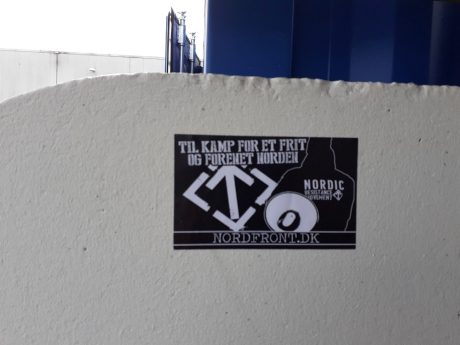 TIL KAMP FOR ET FRIT
OG FORENET NORDEN
NORDIC
RESISTANCE
MOVEMENT
NORDFRONT.DK